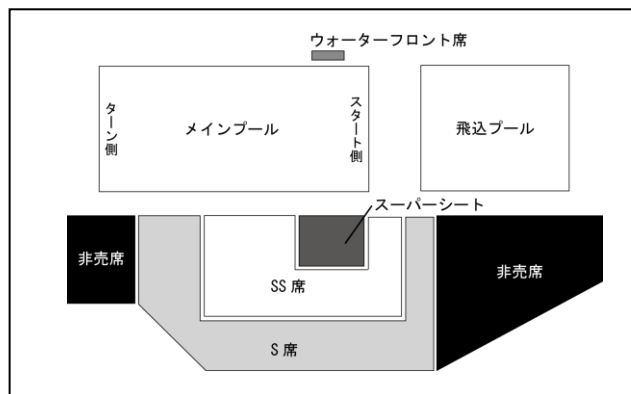 ウォーターフロント席
ターン側
メインプール
スタート側
飛込プール
スーパーシート
非売席
非売席
SS席
S席